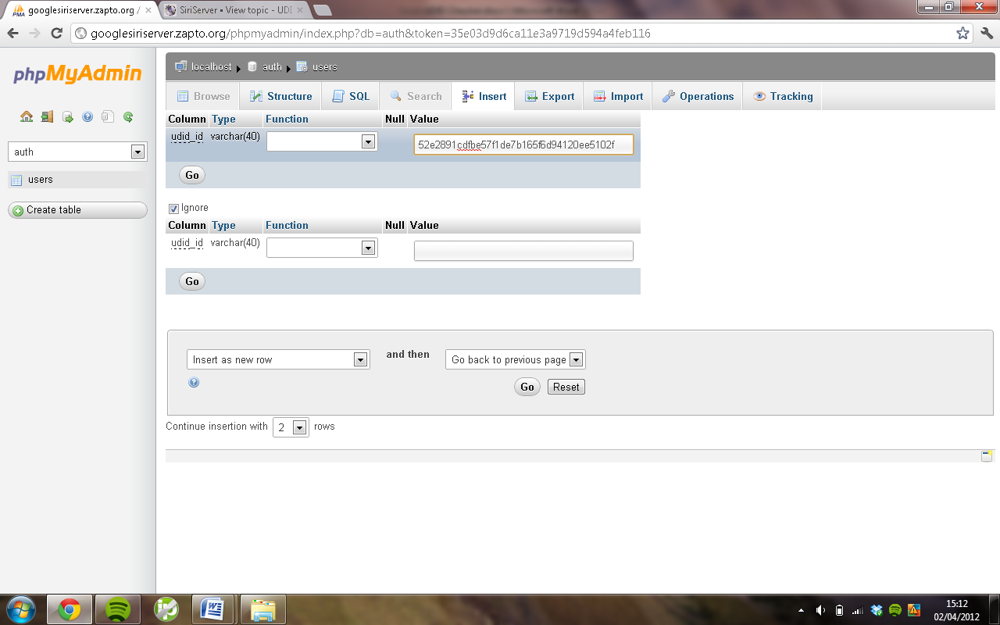 googlesiriserver.zapto.org /
SiriServer • View topic - UDI
googlesiriserver.zapto.org/phpmyadmin/index.php?db=auth&token=35e03d9d6ca11e3a9719d594a4feb116
PMA
phpMyAdmin
auth
users
Create table
localhost auth users
Browse Structure SQL Search Insert Export Import Operations Tracking
Column Type Function Null Value
udid_id varchar(40) 52e2891cdfbe57f1de7b165f6d94120ee5102f
Go
Ignore
Column Type Function Null Value
udid_id varchar(40)
Go
Insert as new row and then Go back to previous page
Go Reset
Continue insertion with 2 rows
15:12
02/04/2012